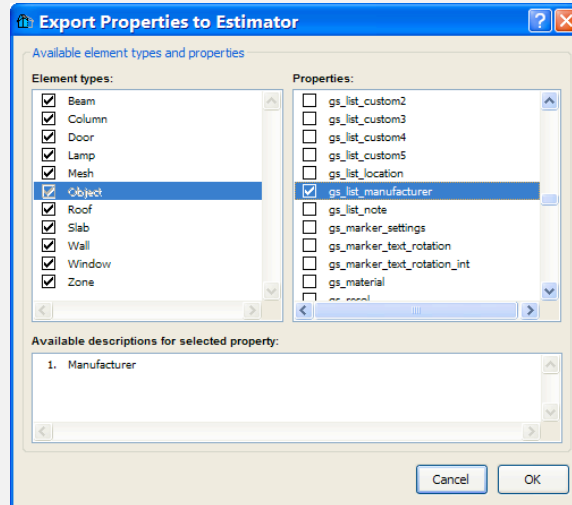 Export Properties to Estimator
Available element types and properties
Element types:
Beam
Column
Door
Lamp
Mesh
Object
Roof
Slab
Wall
Window
Zone
Properties:
gs_list_custom2
gs_list_custom3
gs_list_custom4
gs_list_custom5
gs_list_location
gs_list_manufacturer
gs_list_note
gs_marker_settings
gs_marker_text_rotation
gs_marker_text_rotation_int
gs_material
Available descriptions for selected property:
1. Manufacturer
Cancel
OK